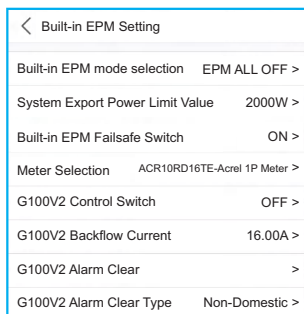 < Built-in EPM Setting
Built-in EPM mode selection EPM ALL OFF >
System Export Power Limit Value 2000W >
Built-in EPM Failsafe Switch ON >
Meter Selection ACR10RD16TE-Acrel 1P Meter >
G100V2 Control Switch OFF >
G100V2 Backflow Current 16.00A >
G100V2 Alarm Clear >
G100V2 Alarm Clear Type Non-Domestic >